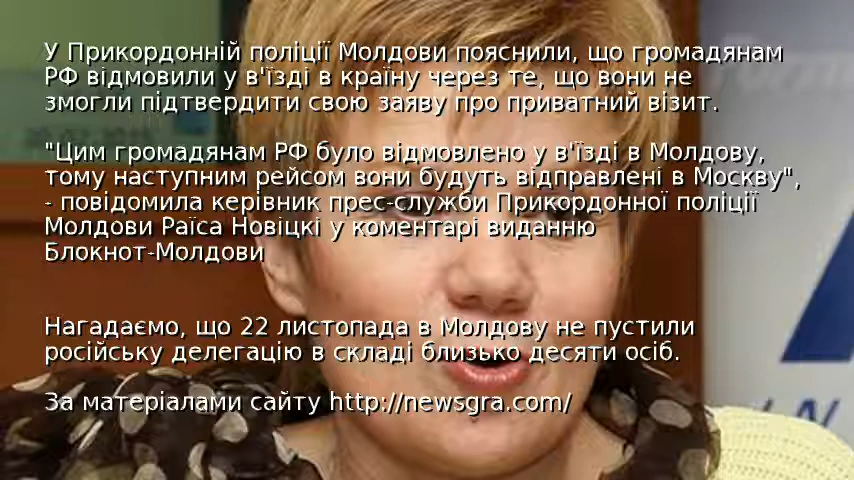 У Прикордонній поліції Молдови пояснили, що громадянам
РФ відмовили у в'їзді в країну через те, що вони не
змогли підтвердити свою заяву про приватний візит.
"Цим громадянам РФ було відмовлено у в'їзді в Молдову,
тому наступним рейсом вони будуть відправлені в Москву",
- повідомила керівник прес-служби Прикордонної поліції
Молдови Раїса Новіцкі у коментарі виданню
Блокнот-Молдови
Нагадаємо, що 22 листопада в Молдову не пустили
російську делегацію в складі близько десяти осіб.
За матеріалами сайту http://newsgra.com/